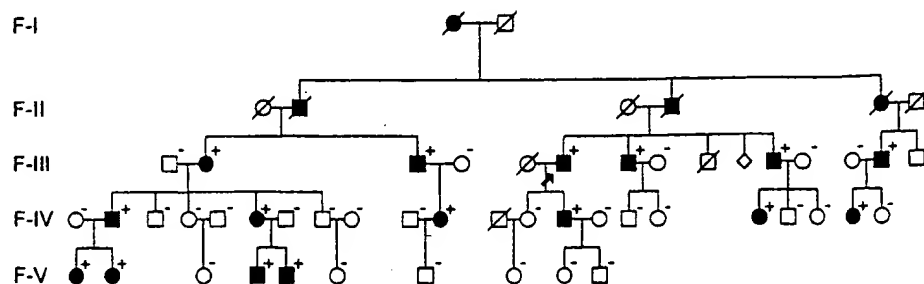 F-I
F-II
F-III - + + - + + - + - - + -
F-IV - + - - - + - - - - + - + - - - + - - + -
F-V + + - + + - - - - -